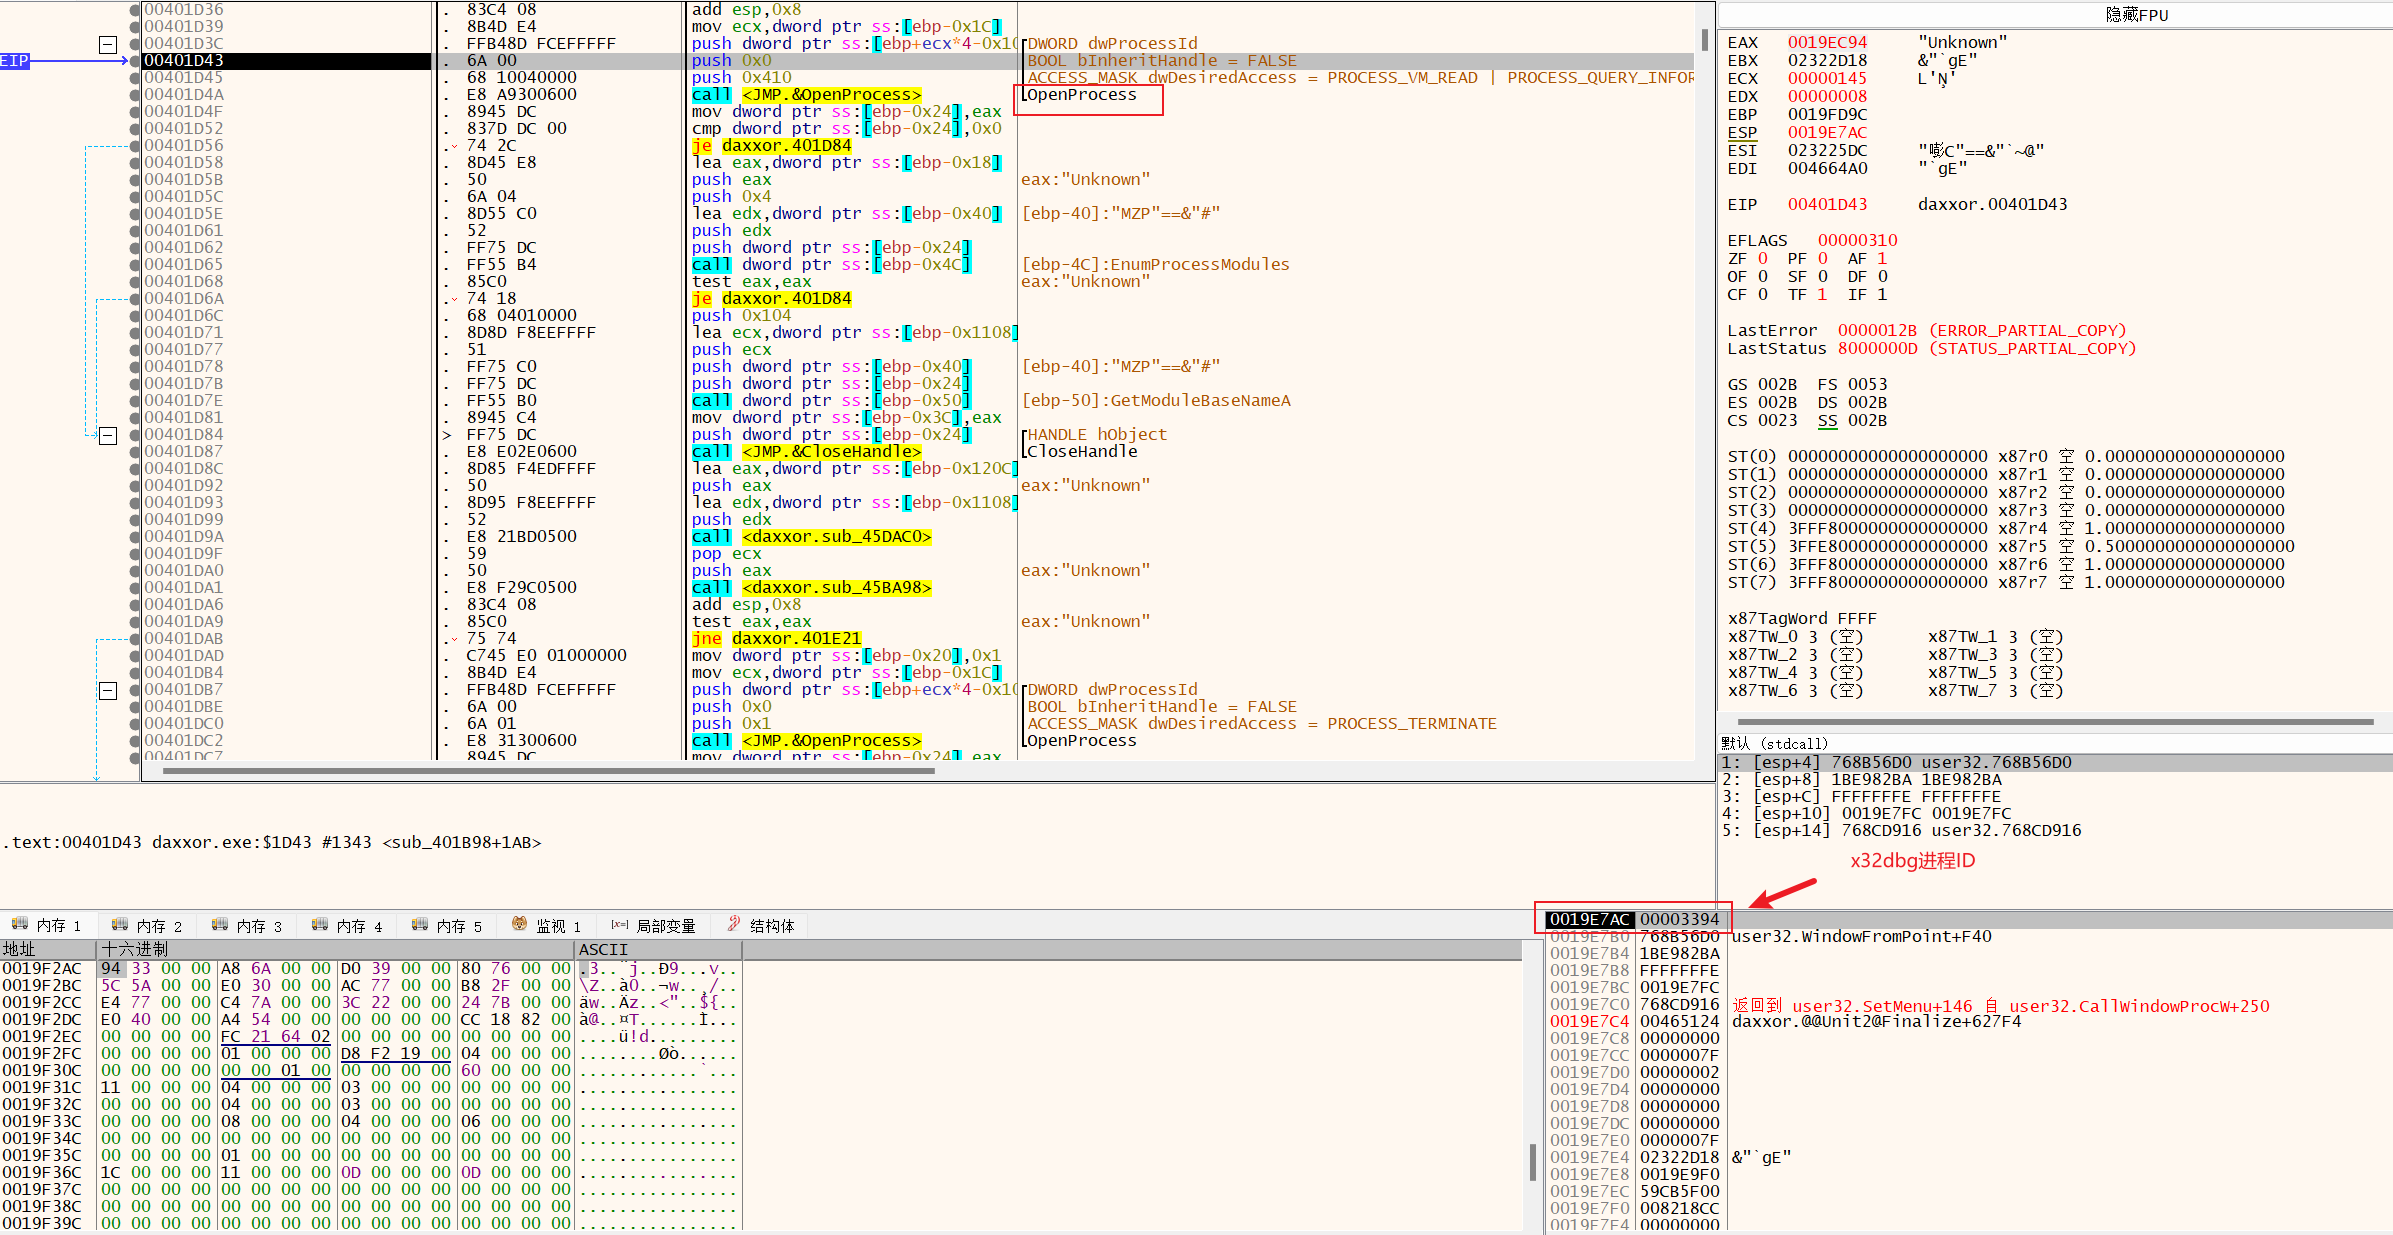 00401D36 . 83C4 08 add esp,0x8
00401D39 . 8B4D E4 mov ecx,dword ptr ss:[ebp-0x1C]
00401D3C . FFB48D FCEFFFFF push dword ptr ss:[ebp+ecx*4-0x10 DWORD dwProcessId
EIP 00401D43 . 6A 00 push 0x0 BOOL bInheritHandle = FALSE
00401D45 . 68 10040000 push 0x410 ACCESS_MASK dwDesiredAccess = PROCESS_VM_READ | PROCESS_QUERY_INFOR
00401D4A . E8 A9300600 call <JMP.&OpenProcess> OpenProcess
00401D4F . 8945 DC mov dword ptr ss:[ebp-0x24],eax
00401D52 . 837D DC 00 cmp dword ptr ss:[ebp-0x24],0x0
00401D56 . 74 2C je daxxor.401D84
00401D58 . 8D45 E8 lea eax,dword ptr ss:[ebp-0x18]
00401D5B . 50 push eax eax:"Unknown"
00401D5C . 6A 04 push 0x4
00401D5E . 8D55 C0 lea edx,dword ptr ss:[ebp-0x40] [ebp-40]:"MZP"==&"#"
00401D61 . 52 push edx
00401D62 . FF75 DC push dword ptr ss:[ebp-0x24]
00401D65 . FF55 B4 call dword ptr ss:[ebp-0x4C] [ebp-4C]:EnumProcessModules
00401D68 . 85C0 test eax,eax eax:"Unknown"
00401D6A . 74 18 je daxxor.401D84
00401D6C . 68 04010000 push 0x104
00401D71 . 8D8D F8EEFFFF lea ecx,dword ptr ss:[ebp-0x1108]
00401D77 . 51 push ecx
00401D78 . FF75 C0 push dword ptr ss:[ebp-0x40] [ebp-40]:"MZP"==&"#"
00401D7B . FF75 DC push dword ptr ss:[ebp-0x24]
00401D7E . FF55 B0 call dword ptr ss:[ebp-0x50] [ebp-50]:GetModuleBaseNameA
00401D81 . 8945 C4 mov dword ptr ss:[ebp-0x3C],eax
00401D84 > FF75 DC push dword ptr ss:[ebp-0x24] HANDLE hObject
00401D87 . E8 E02E0600 call <JMP.&CloseHandle> CloseHandle
00401D8C . 8D85 F4EDFFFF lea eax,dword ptr ss:[ebp-0x120C]
00401D92 . 50 push eax eax:"Unknown"
00401D93 . 8D95 F8EEFFFF lea edx,dword ptr ss:[ebp-0x1108]
00401D99 . 52 push edx
00401D9A . E8 21BD0500 call <daxxor.sub_45DAC0>
00401D9F . 59 pop ecx
00401DA0 . 50 push eax eax:"Unknown"
00401DA1 . E8 F29C0500 call <daxxor.sub_45BA98>
00401DA6 . 83C4 08 add esp,0x8
00401DA9 . 85C0 test eax,eax eax:"Unknown"
00401DAB . 75 74 jne daxxor.401E21
00401DAD . C745 E0 01000000 mov dword ptr ss:[ebp-0x20],0x1
00401DB4 . 8B4D E4 mov ecx,dword ptr ss:[ebp-0x1C]
00401DB7 . FFB48D FCEFFFFF push dword ptr ss:[ebp+ecx*4-0x10 DWORD dwProcessId
00401DBE . 6A 00 push 0x0 BOOL bInheritHandle = FALSE
00401DC0 . 6A 01 push 0x1 ACCESS_MASK dwDesiredAccess = PROCESS_TERMINATE
00401DC2 . E8 31300600 call <JMP.&OpenProcess> OpenProcess
00401DC7 . 8945 DC mov dword ptr ss:[ebp-0x24],eax
.text:00401D43 daxxor.exe:$1D43 #1343 <sub_401B98+1AB>
隐藏FPU
EAX 0019EC94 "Unknown"
EBX 02322D18 &"`gE"
ECX 00000145
EDX 00000008
EBP 0019FD9C
ESP 0019E7AC
ESI 023225DC "嘭C"==&"`~@"
EDI 004664A0 "`gE"
EIP 00401D43 daxxor.00401D43
EFLAGS 00000310
ZF 0 PF 0 AF 1
OF 0 SF 0 DF 0
CF 0 TF 1 IF 1
LastError 0000012B (ERROR_PARTIAL_COPY)
LastStatus 8000000D (STATUS_PARTIAL_COPY)
GS 002B FS 0053
ES 002B DS 002B
CS 0023 SS 002B
ST(0) 00000000000000000000 x87r0 空 0.000000000000000000
ST(1) 00000000000000000000 x87r1 空 0.000000000000000000
ST(2) 00000000000000000000 x87r2 空 0.000000000000000000
ST(3) 00000000000000000000 x87r3 空 0.000000000000000000
ST(4) 3FFF8000000000000000 x87r4 空 1.000000000000000000
ST(5) 3FFE8000000000000000 x87r5 空 0.5000000000000000000
ST(6) 3FFF8000000000000000 x87r6 空 1.000000000000000000
ST(7) 3FFF8000000000000000 x87r7 空 1.000000000000000000
x87TagWord FFFF
x87TW_0 3 (空) x87TW_1 3 (空)
x87TW_2 3 (空) x87TW_3 3 (空)
x87TW_4 3 (空) x87TW_5 3 (空)
x87TW_6 3 (空) x87TW_7 3 (空)
默认 (stdcall)
1: [esp+4] 768B56D0 user32.768B56D0
2: [esp+8] 1BE982BA 1BE982BA
3: [esp+C] FFFFFFFE FFFFFFFE
4: [esp+10] 0019E7FC 0019E7FC
5: [esp+14] 768CD916 user32.768CD916
x32dbg进程ID
内存 1 内存 2 内存 3 内存 4 内存 5 监视 1 [x=] 局部变量 结构体
地址 十六进制 ASCII
0019F2AC 94 33 00 00 A8 6A 00 00 D0 39 00 00 80 76 00 00 .3..¨j..Ð9...v..
0019F2BC 5C 5A 00 00 E0 30 00 00 AC 77 00 00 B8 2F 00 00 \Z..à0..¬w..¸/..
0019F2CC E4 77 00 00 C4 7A 00 00 3C 22 00 00 24 7B 00 00 äw..Äz..<"..${..
0019F2DC E0 40 00 00 A4 54 00 00 00 00 00 00 CC 18 82 00 à@..¤T......Ì...
0019F2EC 00 00 00 00 FC 21 64 02 00 00 00 00 00 00 00 00 ....ü!d.........
0019F2FC 00 00 00 00 01 00 00 00 D8 F2 19 00 04 00 00 00 ........Øò......
0019F30C 00 00 00 00 00 00 01 00 00 00 00 00 60 00 00 00 ............`...
0019F31C 11 00 00 00 04 00 00 00 03 00 00 00 00 00 00 00 ................
0019F32C 00 00 00 00 04 00 00 00 03 00 00 00 00 00 00 00 ................
0019F33C 00 00 00 00 08 00 00 00 04 00 00 00 06 00 00 00 ................
0019F34C 00 00 00 00 00 00 00 00 00 00 00 00 00 00 00 00 ................
0019F35C 00 00 00 00 01 00 00 00 00 00 00 00 00 00 00 00 ................
0019F36C 1C 00 00 00 11 00 00 00 0D 00 00 00 0D 00 00 00 ................
0019F37C 00 00 00 00 00 00 00 00 00 00 00 00 00 00 00 00 ................
0019F38C 00 00 00 00 00 00 00 00 00 00 00 00 00 00 00 00 ................
0019F39C 00 00 00 00 00 00 00 00 00 00 00 00 00 00 00 00 ................
0019E7AC 00003394
0019E7B0 768B56D0 user32.WindowFromPoint+F40
0019E7B4 1BE982BA
0019E7B8 FFFFFFFE
0019E7BC 0019E7FC
0019E7C0 768CD916 返回到 user32.SetMenu+146 自 user32.CallWindowProcW+250
0019E7C4 00465124 daxxor.@@Unit2@Finalize+627F4
0019E7C8 00000000
0019E7CC 0000007F
0019E7D0 00000002
0019E7D4 00000000
0019E7D8 00000000
0019E7DC 00000000
0019E7E0 0000007F
0019E7E4 02322D18 &"`gE"
0019E7E8 0019E9F0
0019E7EC 59CB5F00
0019E7F0 008218CC
0019E7F4 00000000